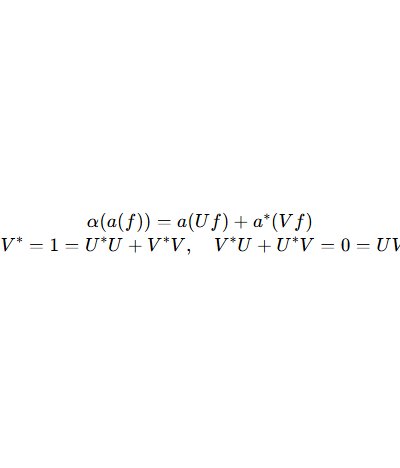 α(a(f)) = a(Uf) + a*(Vf)
V* = 1 = U*U + V*V, V*U + U*V = 0 = UV